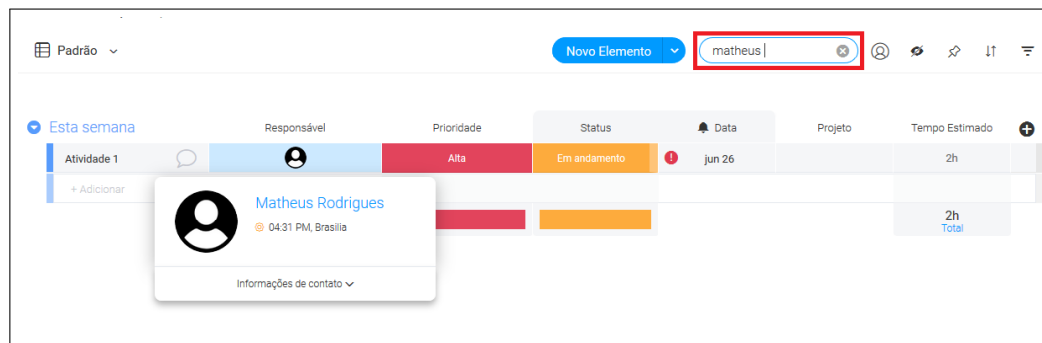 Padrão
Novo Elemento
matheus
Esta semana
Responsável
Prioridade
Status
Data
Projeto
Tempo Estimado
Atividade 1
Alta
Em andamento
jun 26
2h
+ Adicionar
Matheus Rodrigues
04:31 PM, Brasilia
2h
Total
Informações de contato